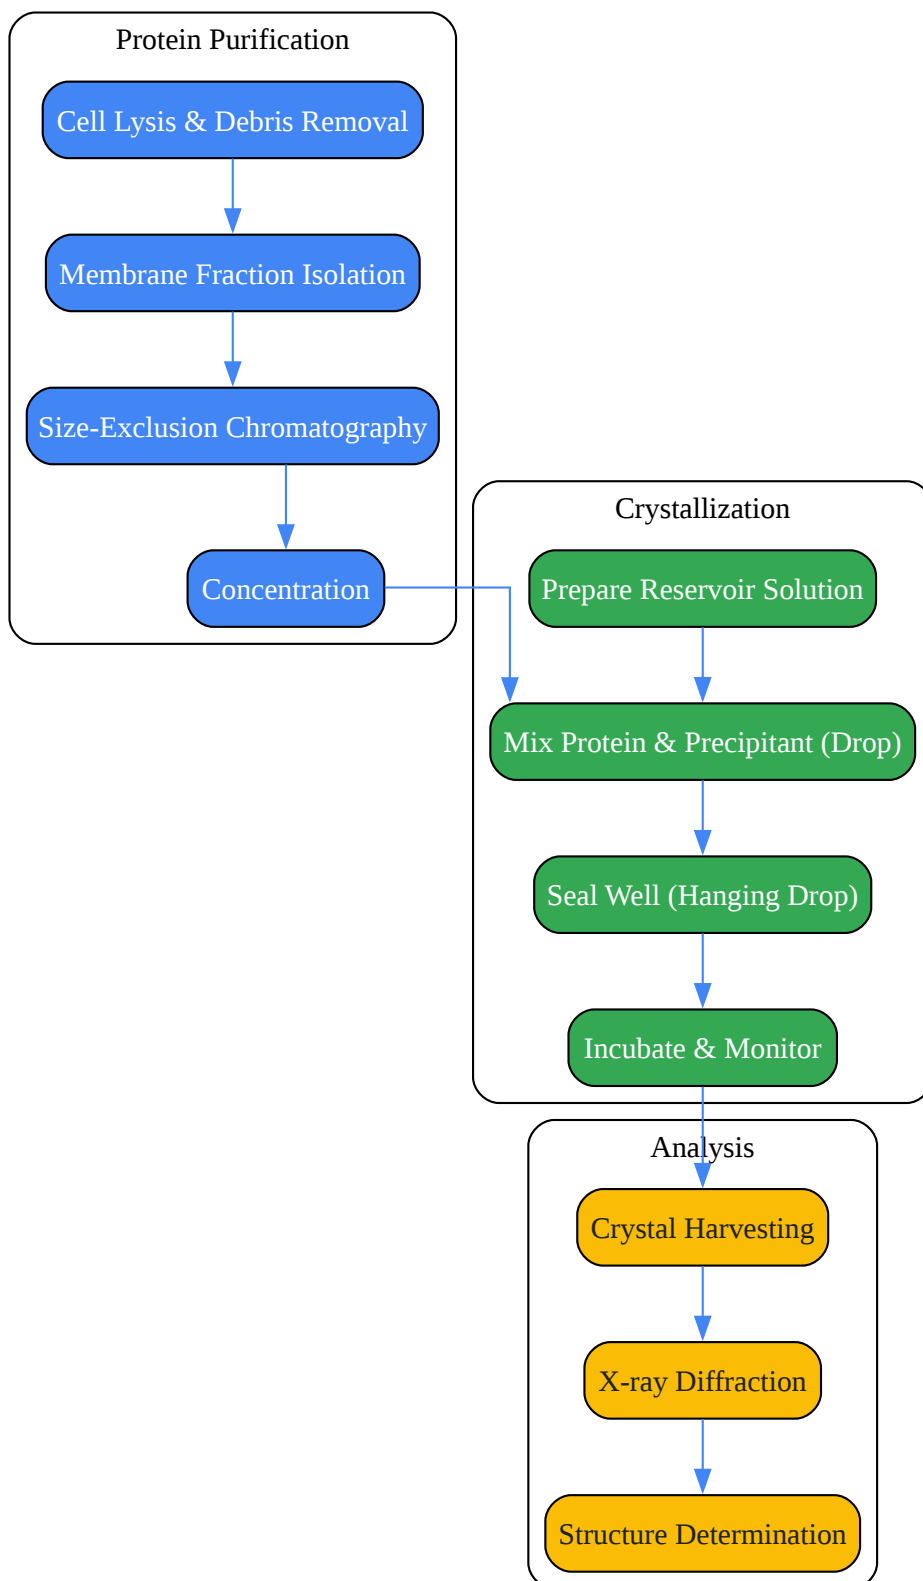 Protein Purification
Cell Lysis & Debris Removal
Membrane Fraction Isolation
Size-Exclusion Chromatography
Concentration
Crystallization
Prepare Reservoir Solution
Mix Protein & Precipitant (Drop)
Seal Well (Hanging Drop)
Incubate & Monitor
Analysis
Crystal Harvesting
X-ray Diffraction
Structure Determination